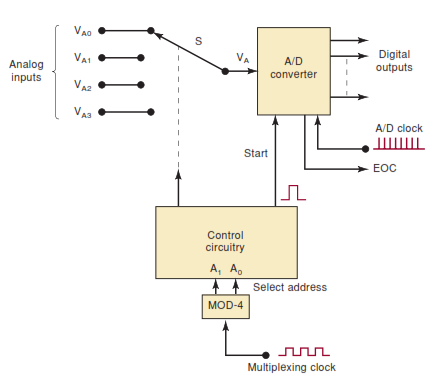 Analog
inputs
VA0
VA1
VA2
VA3
S
VA
A/D
converter
Digital
outputs
A/D clock
EOC
Start
Control
circuitry
A1 A0
Select address
MOD-4
Multiplexing clock